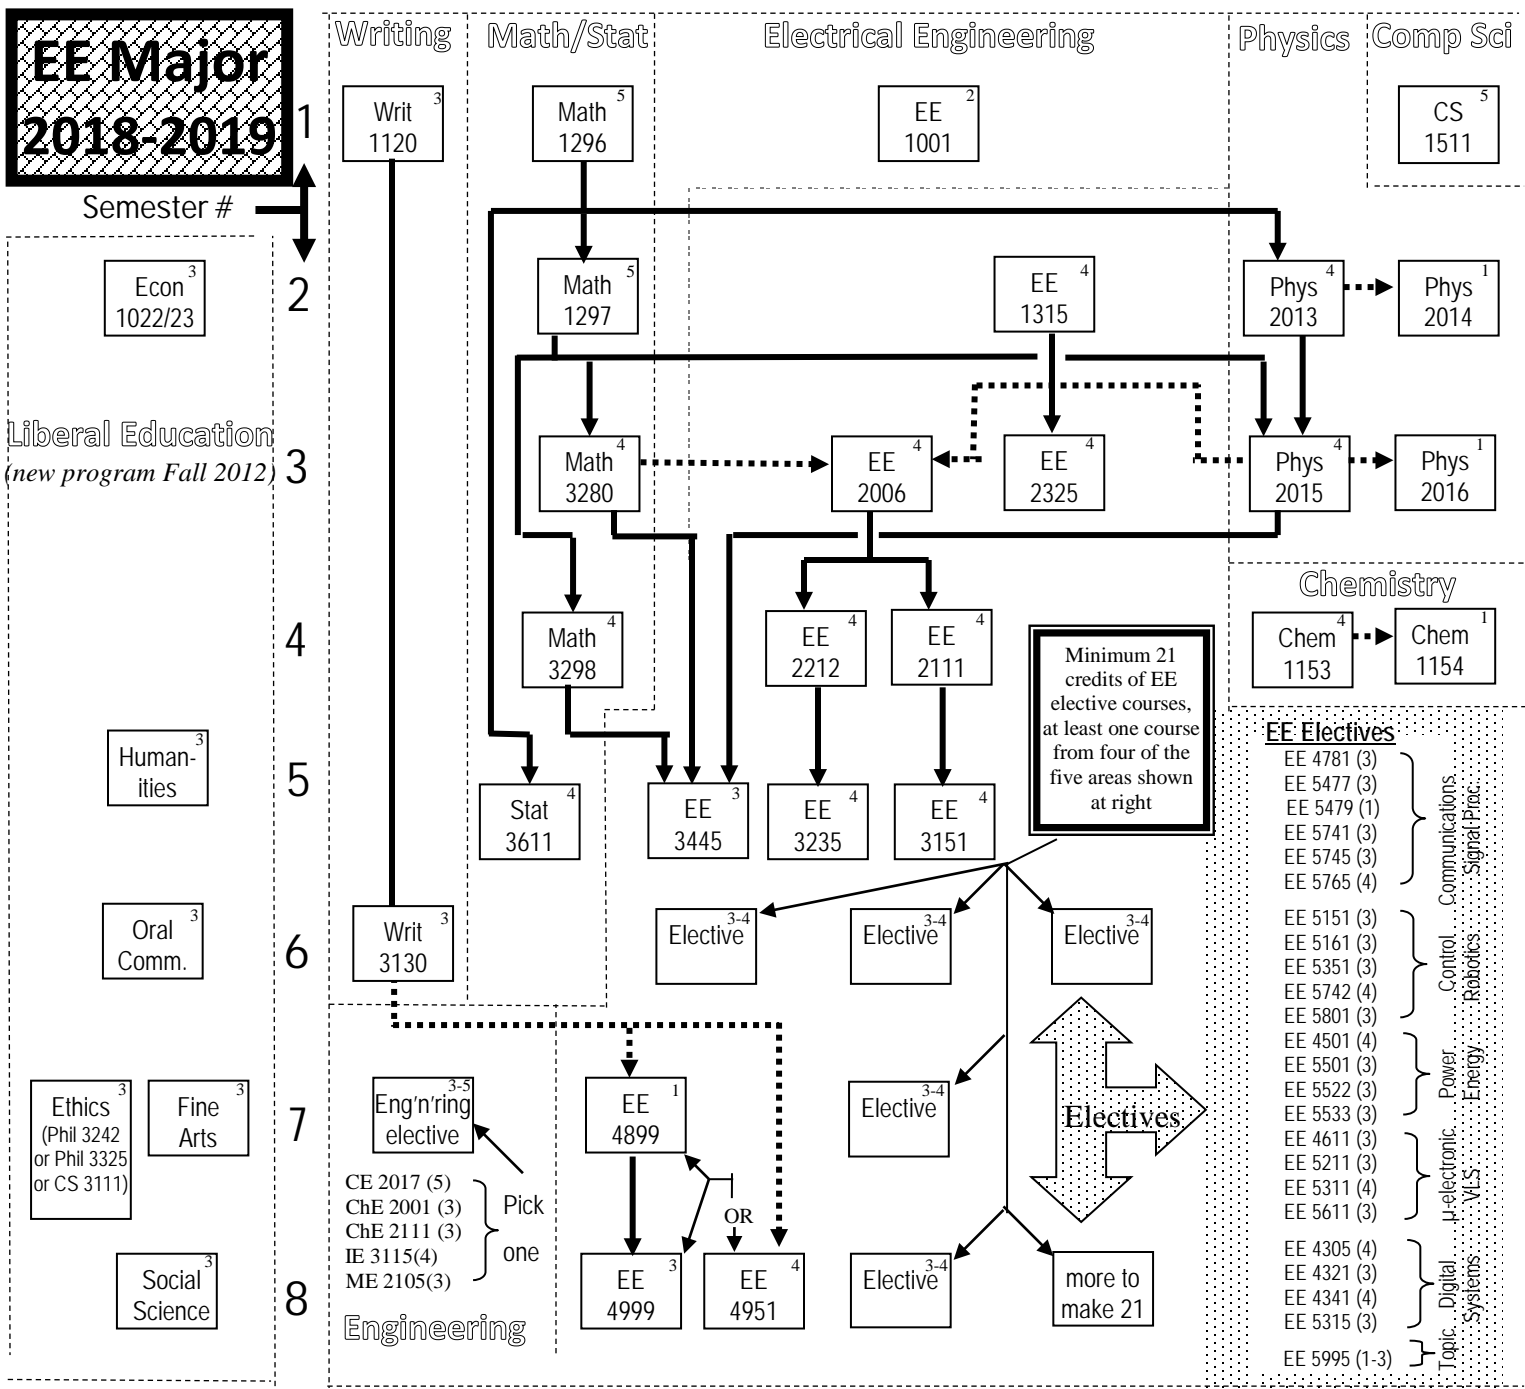 EE Major
2018-2019
Semester #
Writing
Math/Stat
Electrical Engineering
Physics
Comp Sci
1
Writ 3
1120
Math 5
1296
EE 2
1001
CS 5
1511
2
Econ 3
1022/23
Math 5
1297
EE 4
1315
Phys 4
2013
Phys 1
2014
Liberal Education
(new program Fall 2012)
3
Math 4
3280
EE 4
2006
EE 4
2325
Phys 4
2015
Phys 1
2016
Chemistry
4
Math 4
3298
EE 4
2212
EE 4
2111
Chem 4
1153
Chem 1
1154
Minimum 21
credits of EE
elective courses,
at least one course
from four of the
five areas shown
at right
5
Human- 3
ities
Stat 4
3611
EE 3
3445
EE 4
3235
EE 4
3151
6
Oral 3
Comm.
Writ 3
3130
Elective 3-4
Elective 3-4
Elective 3-4
7
Ethics 3
(Phil 3242
or Phil 3325
or CS 3111)
Fine 3
Arts
Eng'n'ring 3-5
elective
EE 1
4899
Elective 3-4
Electives
CE 2017 (5)
ChE 2001 (3)
ChE 2111 (3)
IE 3115(4)
ME 2105(3)
Pick
one
OR
8
Social 3
Science
Engineering
EE 3
4999
EE 4
4951
Elective 3-4
more to
make 21
EE Electives
EE 4781 (3)
EE 5477 (3)
EE 5479 (1)
EE 5741 (3)
EE 5745 (3)
EE 5765 (4)
Communications
Signal Proc.
EE 5151 (3)
EE 5161 (3)
EE 5351 (3)
EE 5742 (4)
EE 5801 (3)
Control
Robotics
EE 4501 (4)
EE 5501 (3)
EE 5522 (3)
EE 5533 (3)
Power
Energy
EE 4611 (3)
EE 5211 (3)
EE 5311 (4)
EE 5611 (3)
µ-electronic
VLS
EE 4305 (4)
EE 4321 (3)
EE 4341 (4)
EE 5315 (3)
Digital
Systems
EE 5995 (1-3)
Topic